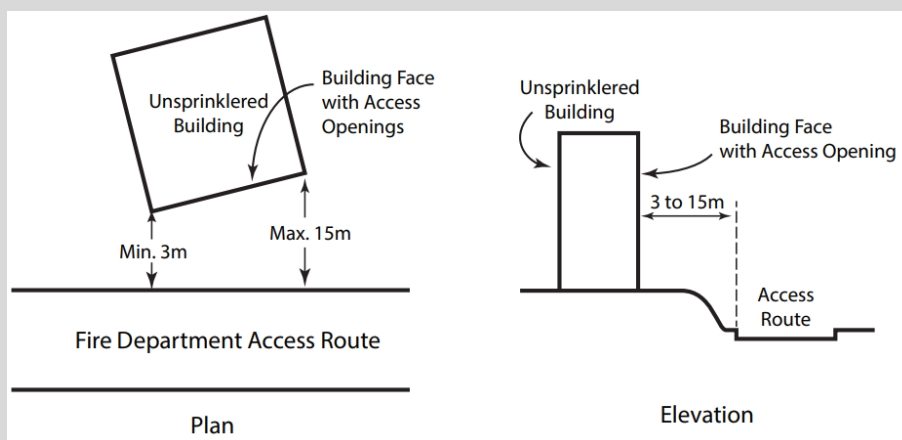 Unsprinklered
Building
Building Face
with Access
Openings
Min. 3m
Max. 15m
Fire Department Access Route
Plan
Unsprinklered
Building
Building Face
with Access Opening
3 to 15m
Access
Route
Elevation